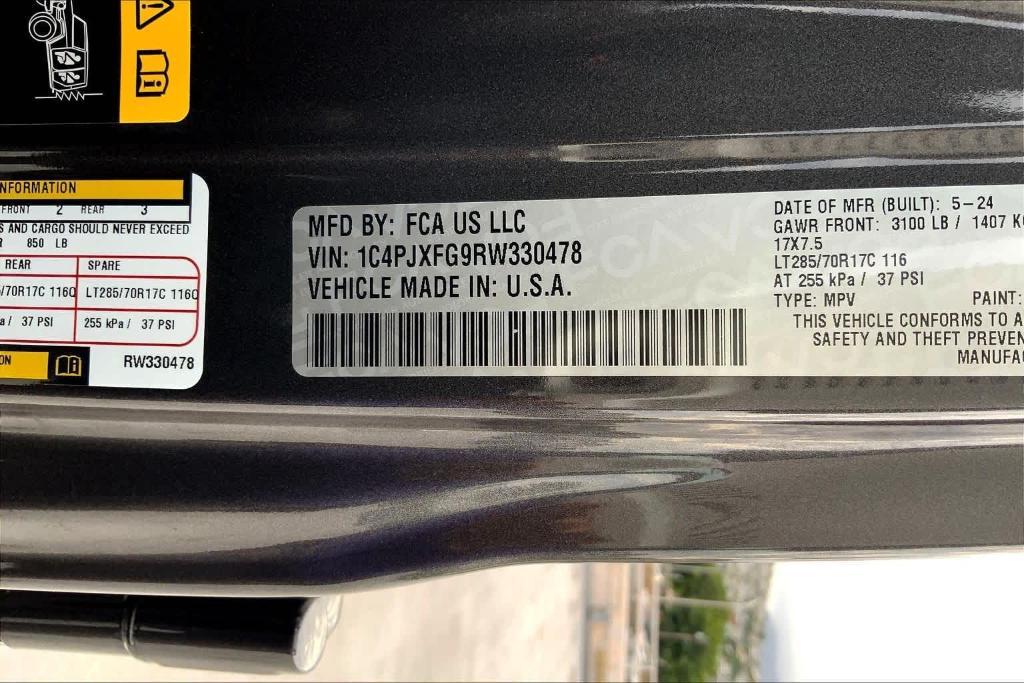 NFORMATION
FRONT 2 REAR 3
S AND CARGO SHOULD NEVER EXCEED
R 850 LB
REAR SPARE
/70R17C 116Q LT285/70R17C 116Q
a / 37 PSI 255 kPa / 37 PSI
ON
RW330478
MFD BY: FCA US LLC
VIN: 1C4PJXFG9RW330478
VEHICLE MADE IN: U.S.A.
DATE OF MFR (BUILT): 5-24
GAWR FRONT: 3100 LB / 1407 KG
17X7.5
LT285/70R17C 116
AT 255 kPa / 37 PSI
TYPE: MPV PAINT:
THIS VEHICLE CONFORMS TO A
SAFETY AND THEFT PREVEN
MANUFA